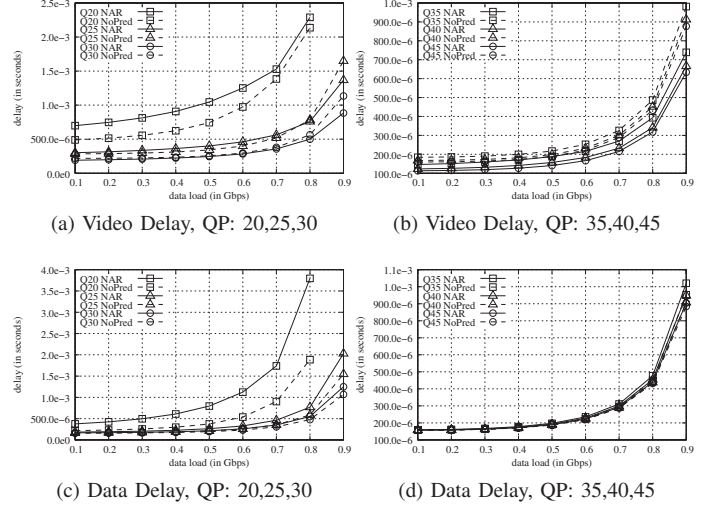 2.5e−3
2.0e−3
1.5e−3
1.0e−3
500.0e−6
0.0e0
delay (in seconds)
Q20 NAR
Q20 NoPred
Q25 NAR
Q25 NoPred
Q30 NAR
Q30 NoPred
0.1 0.2 0.3 0.4 0.5 0.6 0.7 0.8 0.9
data load (in Gbps)
(a) Video Delay, QP: 20,25,30
1.0e−3
900.0e−6
800.0e−6
700.0e−6
600.0e−6
500.0e−6
400.0e−6
300.0e−6
200.0e−6
100.0e−6
delay (in seconds)
Q35 NAR
Q35 NoPred
Q40 NAR
Q40 NoPred
Q45 NAR
Q45 NoPred
0.1 0.2 0.3 0.4 0.5 0.6 0.7 0.8 0.9
data load (in Gbps)
(b) Video Delay, QP: 35,40,45
4.0e−3
3.5e−3
3.0e−3
2.5e−3
2.0e−3
1.5e−3
1.0e−3
500.0e−6
0.0e0
delay (in seconds)
Q20 NAR
Q20 NoPred
Q25 NAR
Q25 NoPred
Q30 NAR
Q30 NoPred
0.1 0.2 0.3 0.4 0.5 0.6 0.7 0.8 0.9
data load (in Gbps)
(c) Data Delay, QP: 20,25,30
1.1e−3
1.0e−3
900.0e−6
800.0e−6
700.0e−6
600.0e−6
500.0e−6
400.0e−6
300.0e−6
200.0e−6
100.0e−6
delay (in seconds)
Q35 NAR
Q35 NoPred
Q40 NAR
Q40 NoPred
Q45 NAR
Q45 NoPred
0.1 0.2 0.3 0.4 0.5 0.6 0.7 0.8 0.9
data load (in Gbps)
(d) Data Delay, QP: 35,40,45